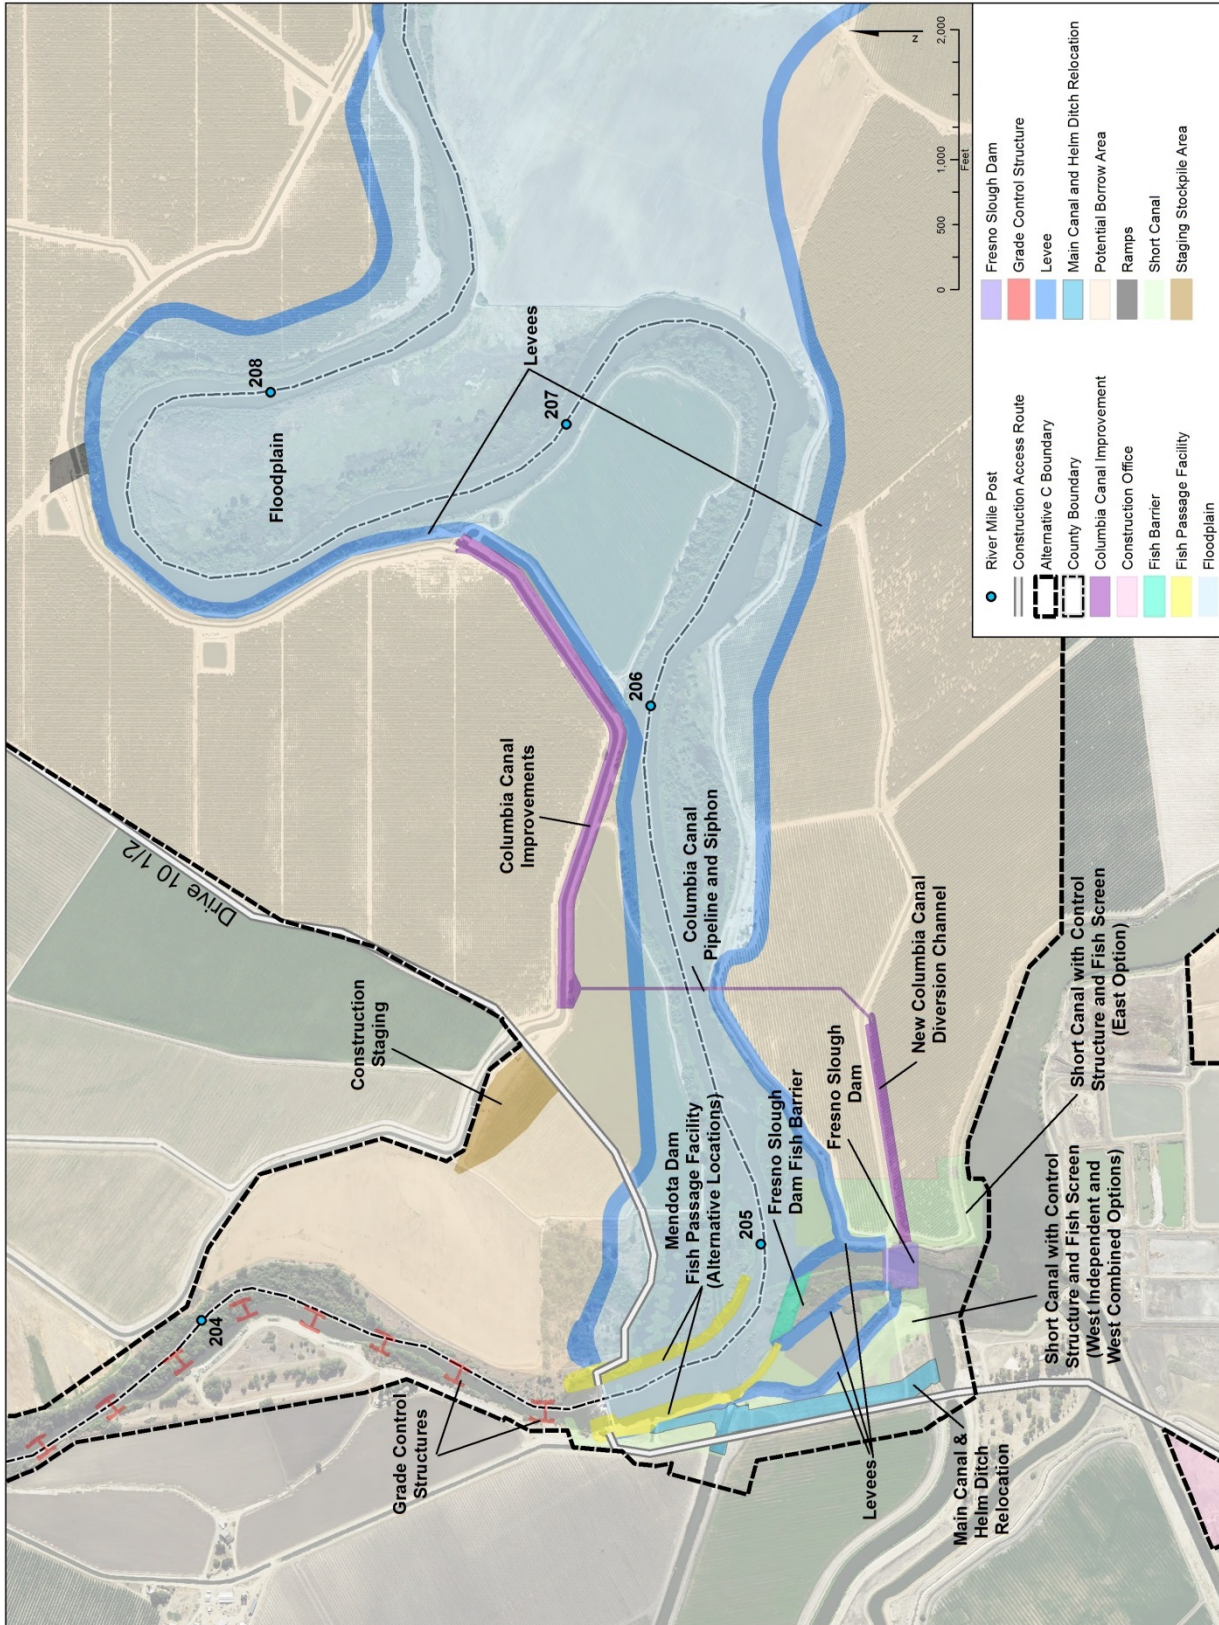 Drive 10 1/2
208
Floodplain
Levees
207
206
Columbia Canal
Improvements
Construction
Staging
204
Grade Control
Structures
Mendota Dam
Fish Passage Facility
(Alternative Locations)
205
Columbia Canal
Pipeline and Siphon
Fresno Slough
Dam Fish Barrier
Fresno Slough
Dam
New Columbia Canal
Diversion Channel
Levees
Main Canal &
Helm Ditch
Relocation
Short Canal with Control
Structure and Fish Screen
(West Independent and
West Combined Options)
Short Canal with Control
Structure and Fish Screen
(East Option)
0
500
1,000
2,000
Feet
N
River Mile Post
Construction Access Route
Alternative C Boundary
County Boundary
Columbia Canal Improvement
Construction Office
Fish Barrier
Fish Passage Facility
Floodplain
Fresno Slough Dam
Grade Control Structure
Levee
Main Canal and Helm Ditch Relocation
Potential Borrow Area
Ramps
Short Canal
Staging Stockpile Area